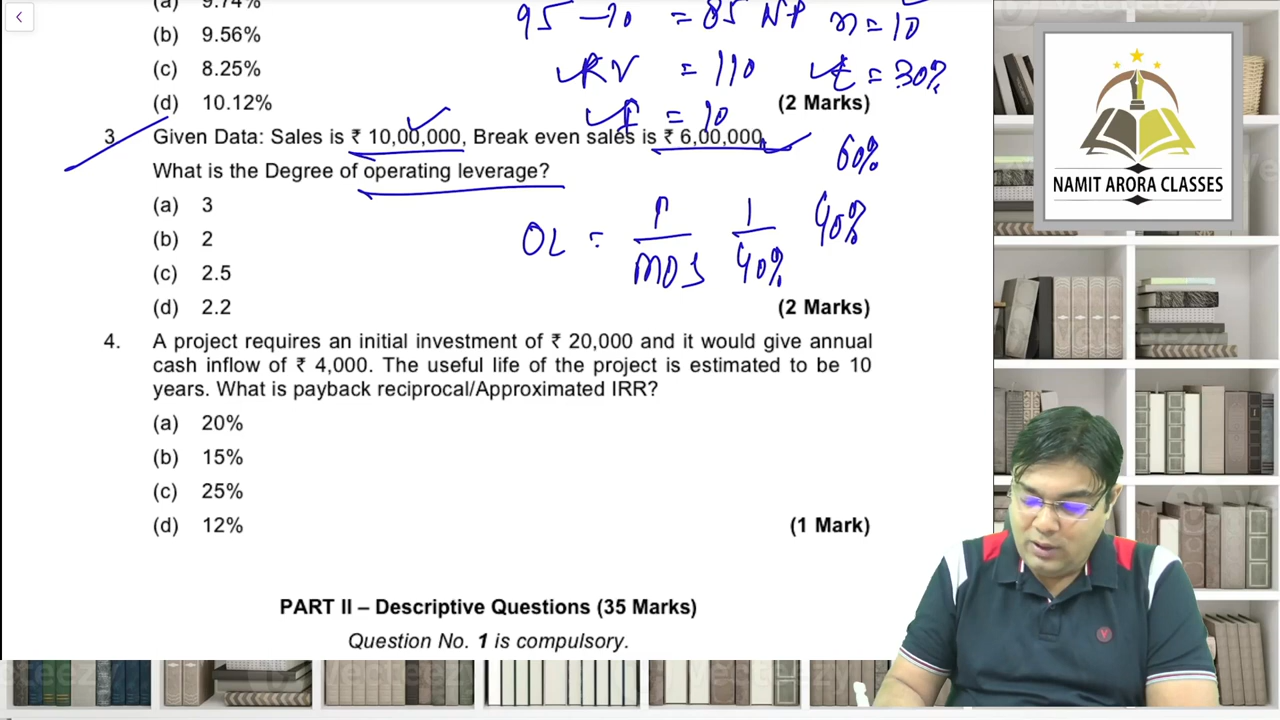 (a) 9.74%
95 - 10 = 85 NP n = 10
(b) 9.56%
RV = 110 t = 30%
(c) 8.25%
(d) 10.12%
I = 10
(2 Marks)
3 Given Data: Sales is ₹ 10,00,000, Break even sales is ₹ 6,00,000,
What is the Degree of operating leverage?
60%
(a) 3
(b) 2
OL = 1/MOS 1/40% 40%
(c) 2.5
(d) 2.2
(2 Marks)
4. A project requires an initial investment of ₹ 20,000 and it would give annual
cash inflow of ₹ 4,000. The useful life of the project is estimated to be 10
years. What is payback reciprocal/Approximated IRR?
(a) 20%
(b) 15%
(c) 25%
(d) 12%
(1 Mark)
PART II – Descriptive Questions (35 Marks)
Question No. 1 is compulsory.
NAMIT ARORA CLASSES